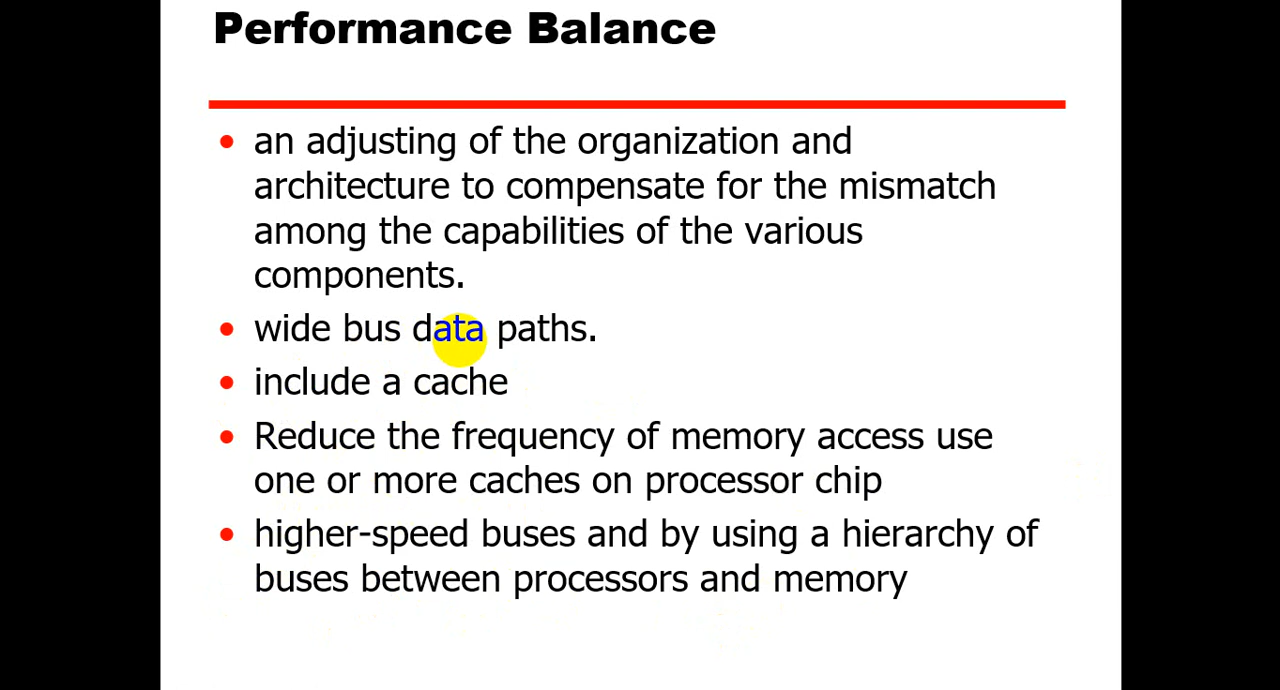 Performance Balance
an adjusting of the organization and
architecture to compensate for the mismatch
among the capabilities of the various
components.
wide bus data paths.
include a cache
Reduce the frequency of memory access use
one or more caches on processor chip
higher-speed buses and by using a hierarchy of
buses between processors and memory